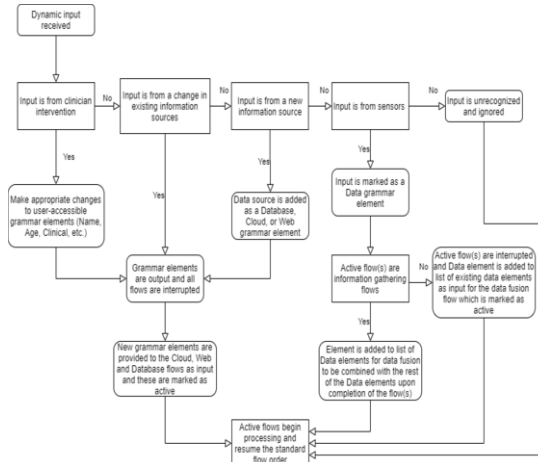 Dynamic input
received
Input is from clinician
intervention
No
Input is from a change in
existing information
sources
No
Input is from a new
information source
No
Input is from sensors
No
Input is unrecognized
and ignored
Yes
Yes
Yes
Yes
Make appropriate changes
to user-accessible
grammar elements (Name,
Age, Clinical, etc.)
Data source is added
as a Database,
Cloud, or Web
grammar element
Input is marked as a
Data grammar
element
Grammar elements
are output and all
flows are interrupted
Active flow(s) are
information gathering
flows
No
Active flow(s) are interrupted
and Data element is added to
list of existing data elements
as input for the data fusion
flow which is marked as
active
Yes
New grammar elements are
provided to the Cloud, Web
and Database flows as input
and these are marked as
active
Element is added to list of
Data elements for data fusion
to be combined with the rest
of the Data elements upon
completion of the flow(s)
Active flows begin
processing and
resume the standard
flow order